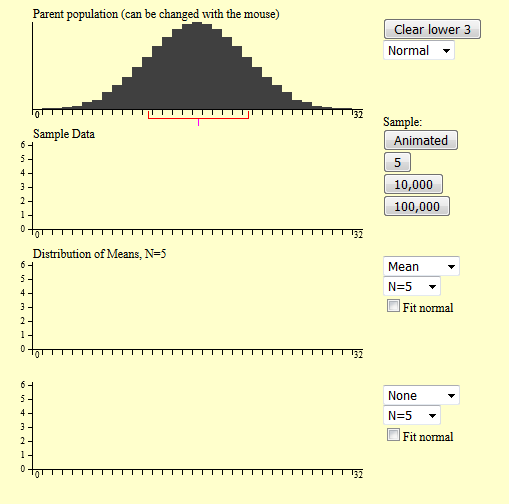 Parent population (can be changed with the mouse)
Clear lower 3
Normal
0 32
Sample:
Sample Data
Animated
5
10,000
100,000
6
5
4
3
2
1
0
0 32
Distribution of Means, N=5
Mean
N=5
Fit normal
6
5
4
3
2
1
0
0 32
None
N=5
Fit normal
6
5
4
3
2
1
0
0 32